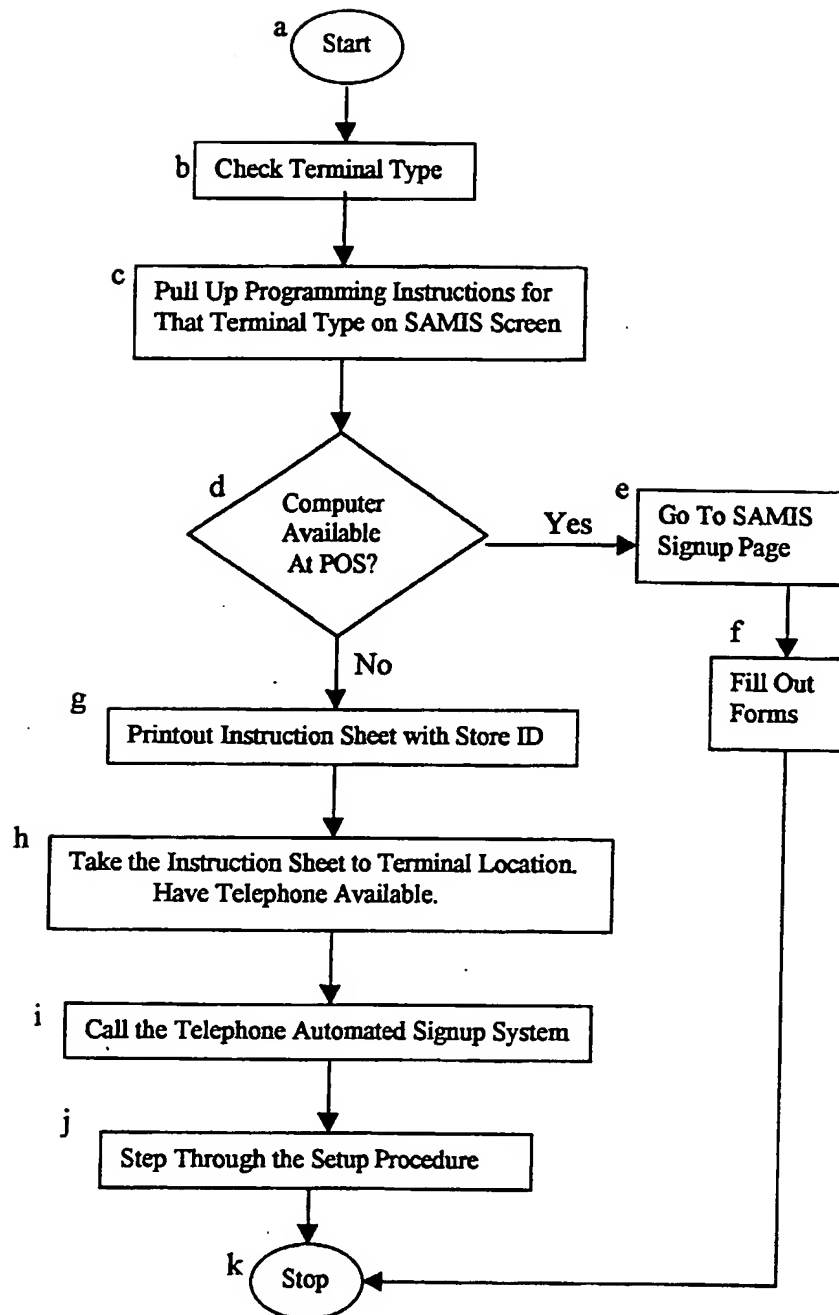 a
Start
b
Check Terminal Type
c
Pull Up Programming Instructions for
That Terminal Type on SAMIS Screen
d
Computer
Available
At POS?
Yes
e
Go To SAMIS
Signup Page
f
Fill Out
Forms
No
g
Printout Instruction Sheet with Store ID
h
Take the Instruction Sheet to Terminal Location.
Have Telephone Available.
i
Call the Telephone Automated Signup System
j
Step Through the Setup Procedure
k
Stop